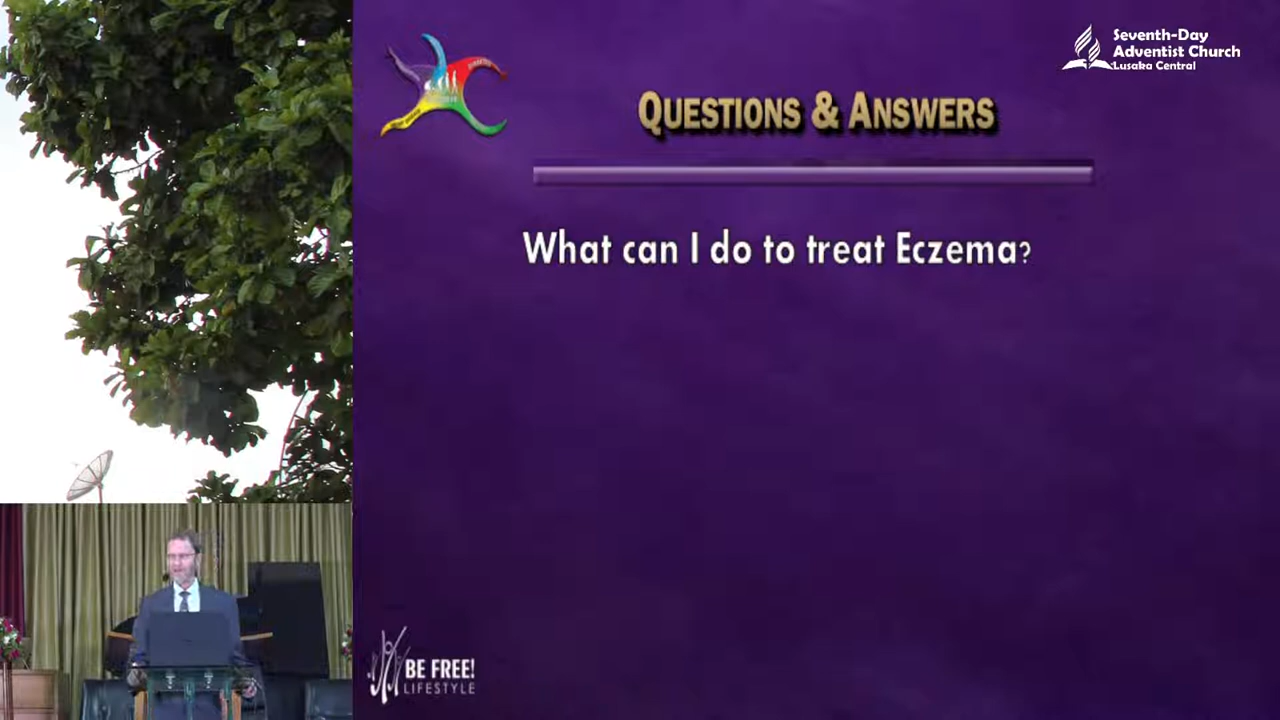 Seventh-Day
Adventist Church
Lusaka Central
QUESTIONS & ANSWERS
What can I do to treat Eczema?
BE FREE!
LIFESTYLE